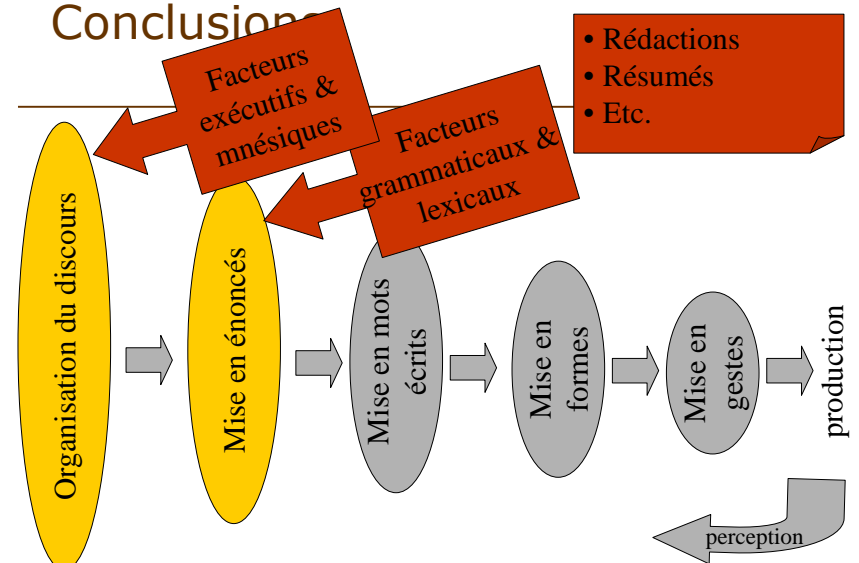 Conclusions
Facteurs
exécutifs &
mnésiques
Facteurs
grammaticaux &
lexicaux
• Rédactions
• Résumés
• Etc.
Organisation du discours
Mise en énoncés
Mise en mots
écrits
Mise en
formes
Mise en
gestes
production
perception